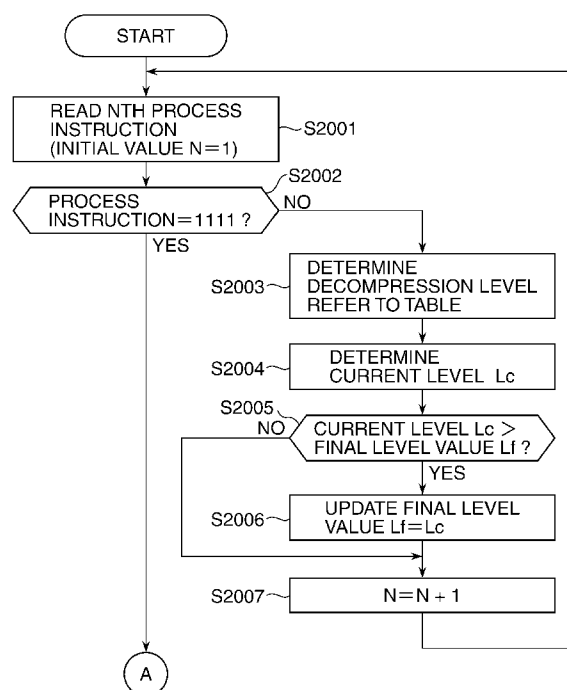 START
READ NTH PROCESS
INSTRUCTION
(INITIAL VALUE N=1)
S2001
S2002
PROCESS
INSTRUCTION=1111 ?
NO
YES
S2003
DETERMINE
DECOMPRESSION LEVEL
REFER TO TABLE
S2004
DETERMINE
CURRENT LEVEL Lc
S2005
NO
CURRENT LEVEL Lc >
FINAL LEVEL VALUE Lf ?
YES
S2006
UPDATE FINAL LEVEL
VALUE Lf=Lc
S2007
N=N + 1
A